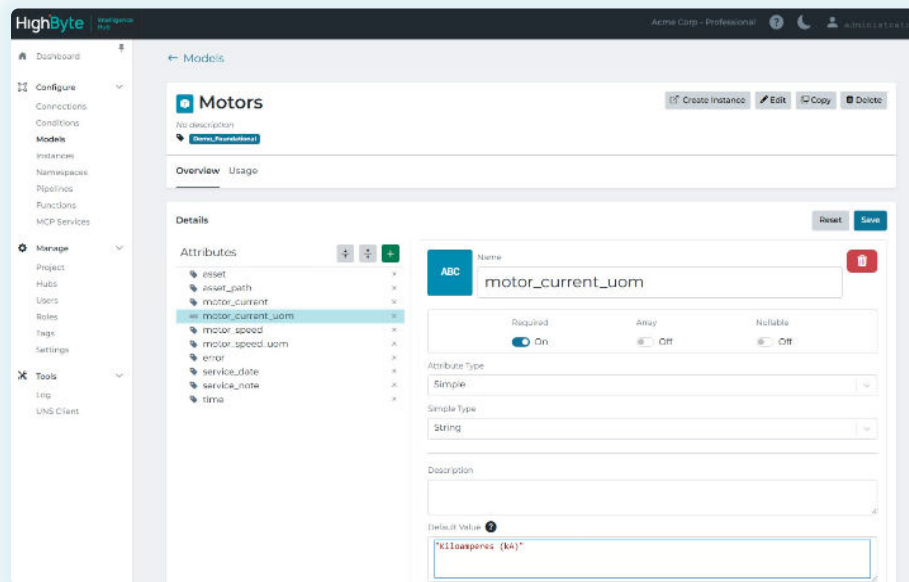 HighByte Intelligence Hub
Acme Corp - Professional
Dashboard
Configure
Connections
Conditions
Models
Instances
Namespaces
Pipelines
Functions
MCP Services
Manage
Project
Hubs
Users
Roles
Tags
Settings
Tools
Log
UNS Client
← Models
Motors
Create Instance Edit Copy Delete
No description
Demo_Foundational
Overview Usage
Details
Reset Save
Attributes
asset
asset_path
motor_current
motor_current_uom
motor_speed
motor_speed_uom
error
service_date
service_note
time
ABC
Name
motor_current_uom
Required Array Nullable
On Off Off
Attribute Type
Simple
Simple Type
String
Description
Default Value ?
"Kiloamperes (kA)"